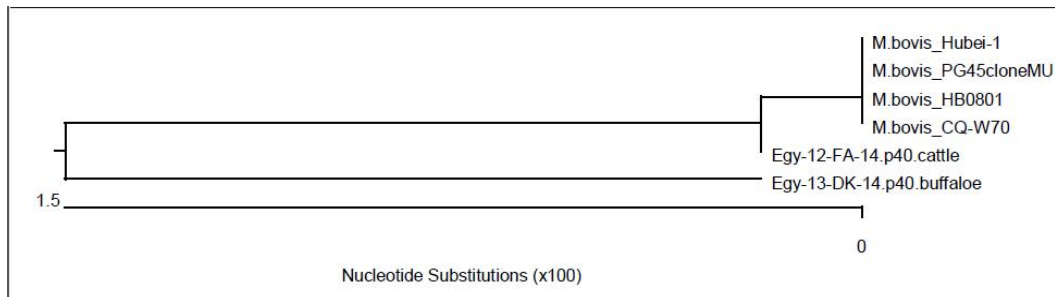 M.bovis_Hubei-1
M.bovis_PG45cloneMU
M.bovis_HB0801
M.bovis_CQ-W70
Egy-12-FA-14.p40.cattle
Egy-13-DK-14.p40.buffaloe
1.5
0
Nucleotide Substitutions (x100)